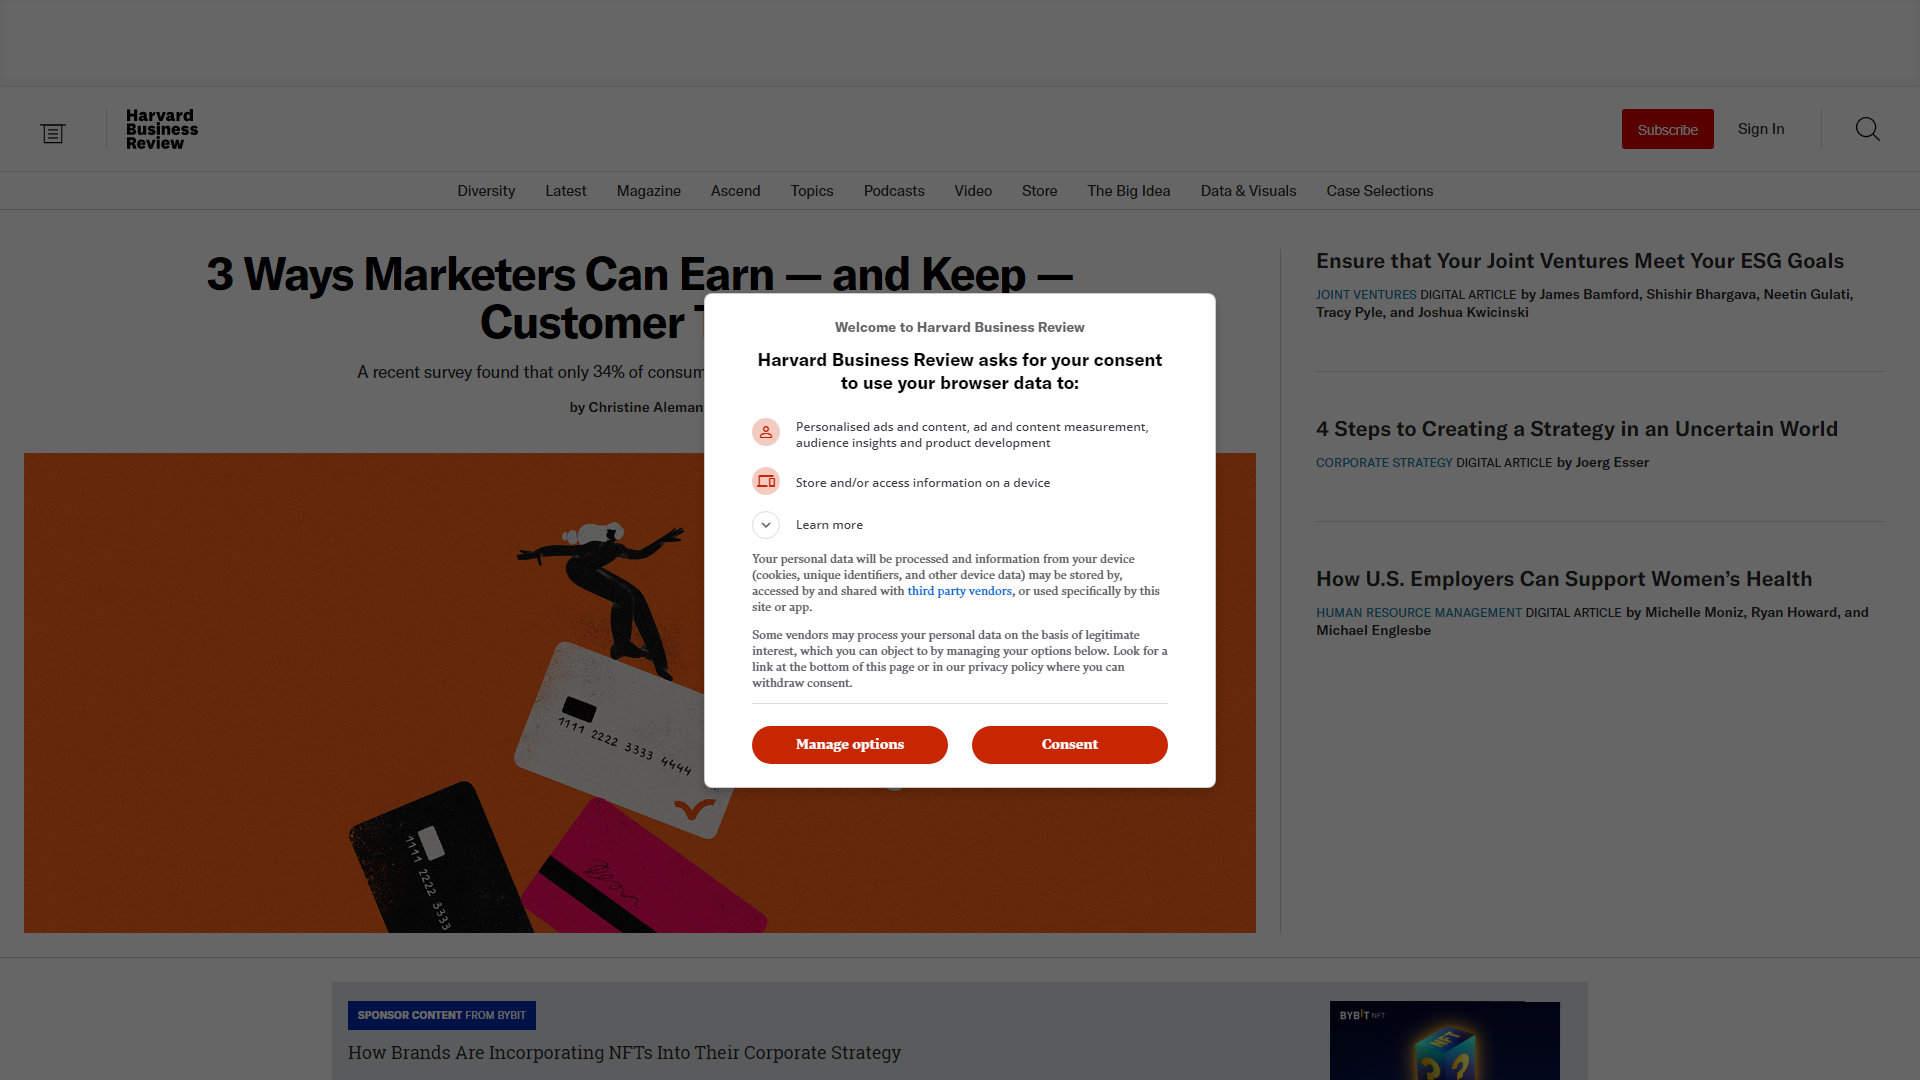 Harvard
Business
Review
Subscribe
Sign In
Diversity
Latest
Magazine
Ascend
Topics
Podcasts
Video
Store
The Big Idea
Data & Visuals
Case Selections
3 Ways Marketers Can Earn — and Keep —
Customer
A recent survey found that only 34% of consum
by Christine Aleman
Ensure that Your Joint Ventures Meet Your ESG Goals
JOINT VENTURES DIGITAL ARTICLE by James Bamford, Shishir Bhargava, Neetin Gulati,
Tracy Pyle, and Joshua Kwicinski
4 Steps to Creating a Strategy in an Uncertain World
CORPORATE STRATEGY DIGITAL ARTICLE by Joerg Esser
How U.S. Employers Can Support Women’s Health
HUMAN RESOURCE MANAGEMENT DIGITAL ARTICLE by Michelle Moniz, Ryan Howard, and
Michael Englesbe
Welcome to Harvard Business Review
Harvard Business Review asks for your consent
to use your browser data to:
Personalised ads and content, ad and content measurement,
audience insights and product development
Store and/or access information on a device
Learn more
Your personal data will be processed and information from your device
(cookies, unique identifiers, and other device data) may be stored by,
accessed by and shared with third party vendors, or used specifically by this
site or app.
Some vendors may process your personal data on the basis of legitimate
interest, which you can object to by managing your options below. Look for a
link at the bottom of this page or in our privacy policy where you can
withdraw consent.
Manage options
Consent
1111 2222 3333 4444
1111 2222 3333
SPONSOR CONTENT FROM BYBIT
How Brands Are Incorporating NFTs Into Their Corporate Strategy
BYBIT NFT
NFT
? ?